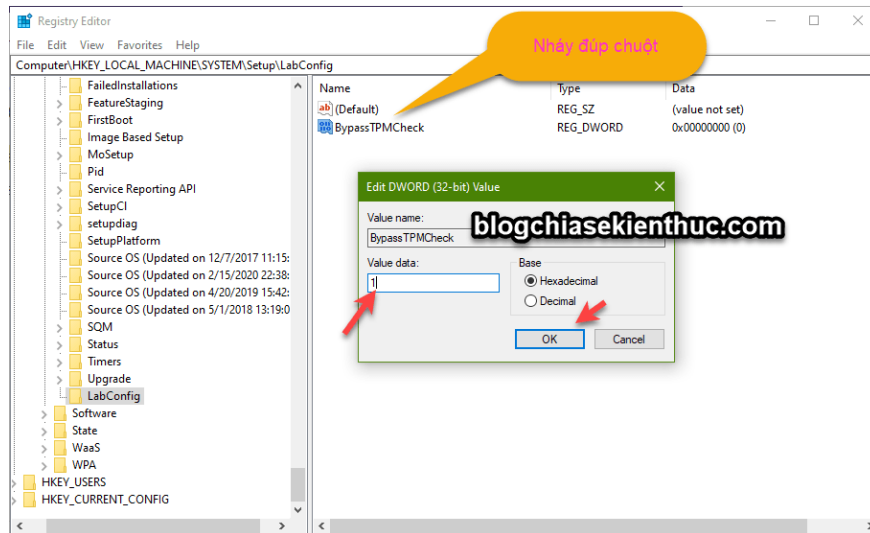 Registry Editor
Nháy đúp chuột
File Edit View Favorites Help
Computer\HKEY_LOCAL_MACHINE\SYSTEM\Setup\LabConfig
FailedInstallations
FeatureStaging
FirstBoot
Image Based Setup
MoSetup
Pid
Service Reporting API
SetupCl
setupdiag
SetupPlatform
Source OS (Updated on 12/7/2017 11:15:
Source OS (Updated on 2/15/2020 22:38:
Source OS (Updated on 4/20/2019 15:42:
Source OS (Updated on 5/1/2018 13:19:0
SQM
Status
Timers
Upgrade
LabConfig
Software
State
WaaS
WPA
HKEY_USERS
HKEY_CURRENT_CONFIG
Name Type Data
ab (Default) REG_SZ (value not set)
BypassTPMCheck REG_DWORD 0x00000000 (0)
Edit DWORD (32-bit) Value
Value name:
BypassTPMCheck
blogchiasekienthuc.com
Value data:
1
Base
Hexadecimal
Decimal
OK Cancel